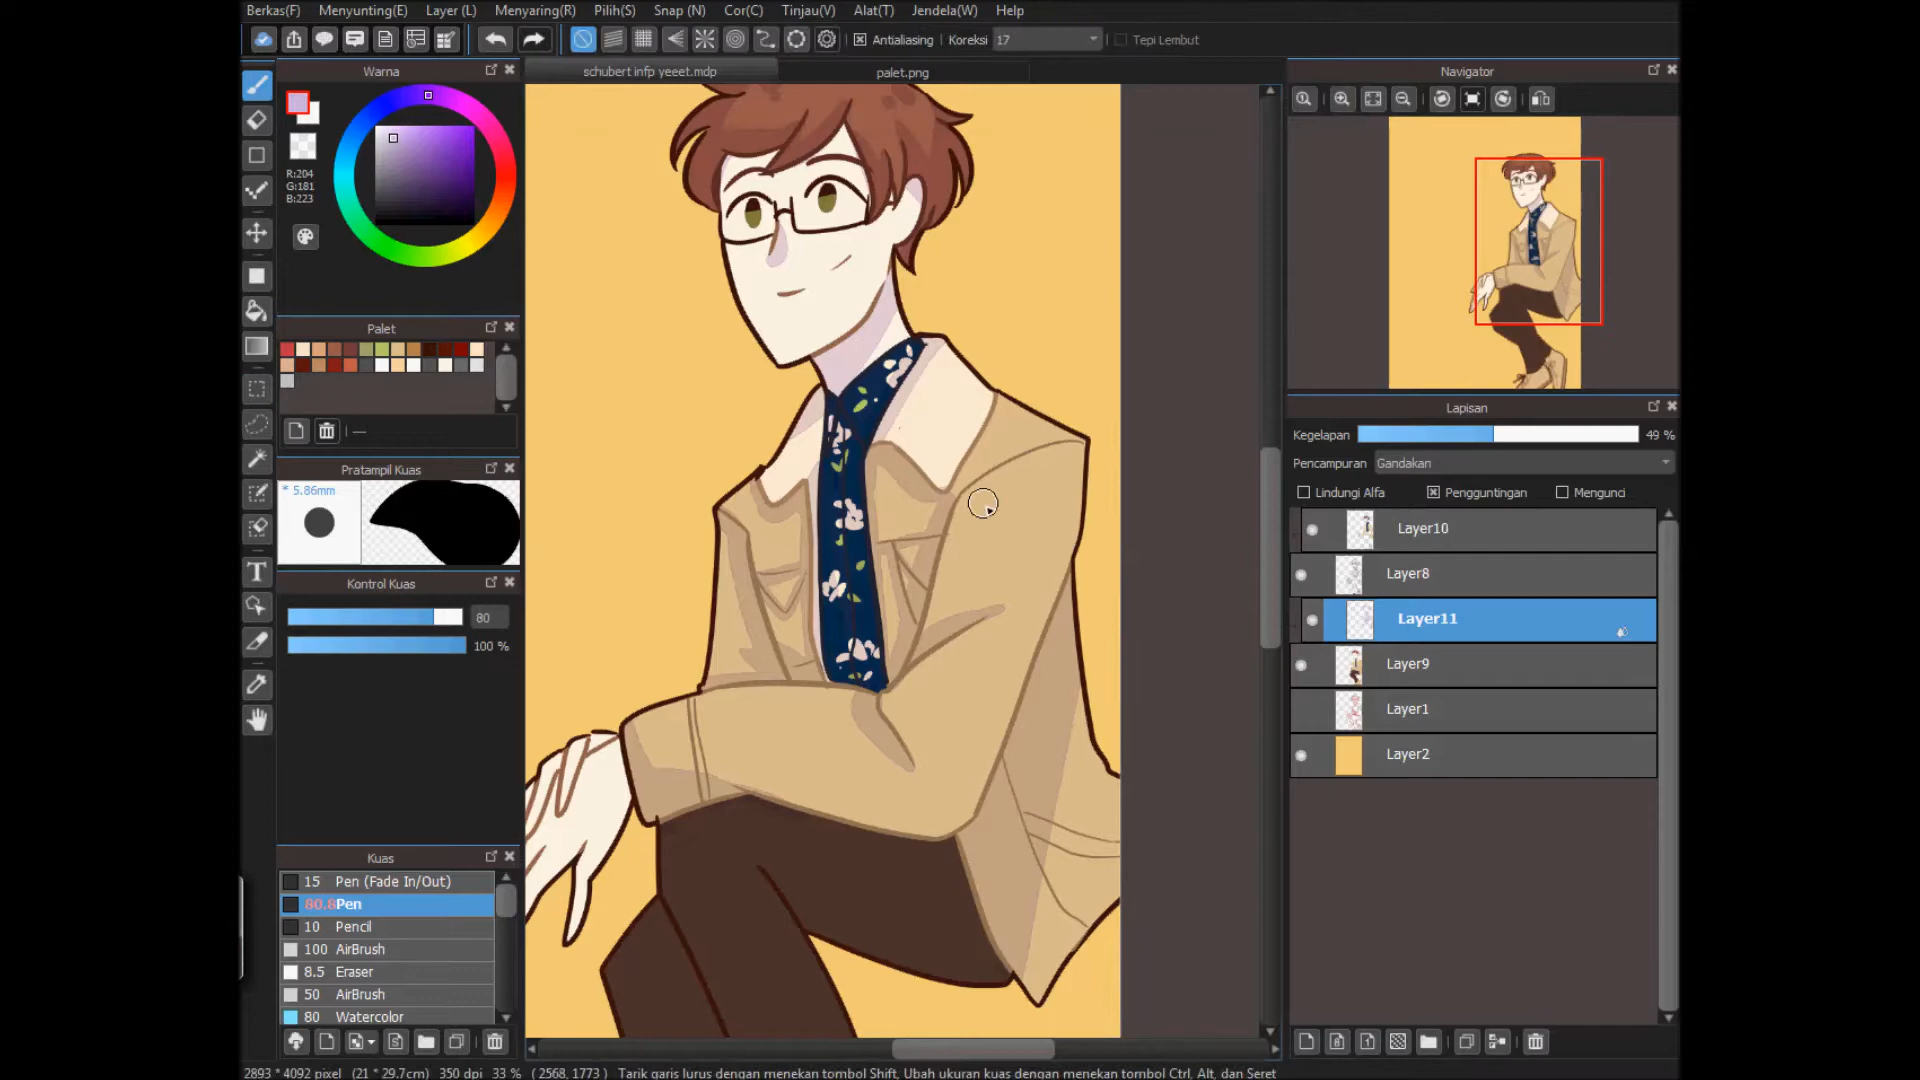 Berkas(F) Menyunting(E) Layer (L) Menyaring(R) Pilih(S) Snap (N) Cor(C) Tinjau(V) Alat(T) Jendela(W) Help
Antialiasing Koreksi 17 Tepi Lembut
Warna
schubert infp yeeet.mdp
palet.png
Navigator
R:204
G:181
B:223
Palet
—
Lapisan
Kegelapan 49 %
Pencampuran Gandakan
Lindungi Alfa Pengguntingan Mengunci
Pratampil Kuas
* 5.86mm
Layer10
Layer8
Layer11
Layer9
Layer1
Layer2
Kontrol Kuas
80
100 %
Kuas
15 Pen (Fade In/Out)
80.8 Pen
10 Pencil
100 AirBrush
8.5 Eraser
50 AirBrush
80 Watercolor
2893 * 4092 pixel (21 * 29.7cm) 350 dpi 33 % ( 2568, 1773 ) Tarik garis lurus dengan menekan tombol Shift, Ubah ukuran kuas dengan menekan tombol Ctrl, Alt, dan Seret